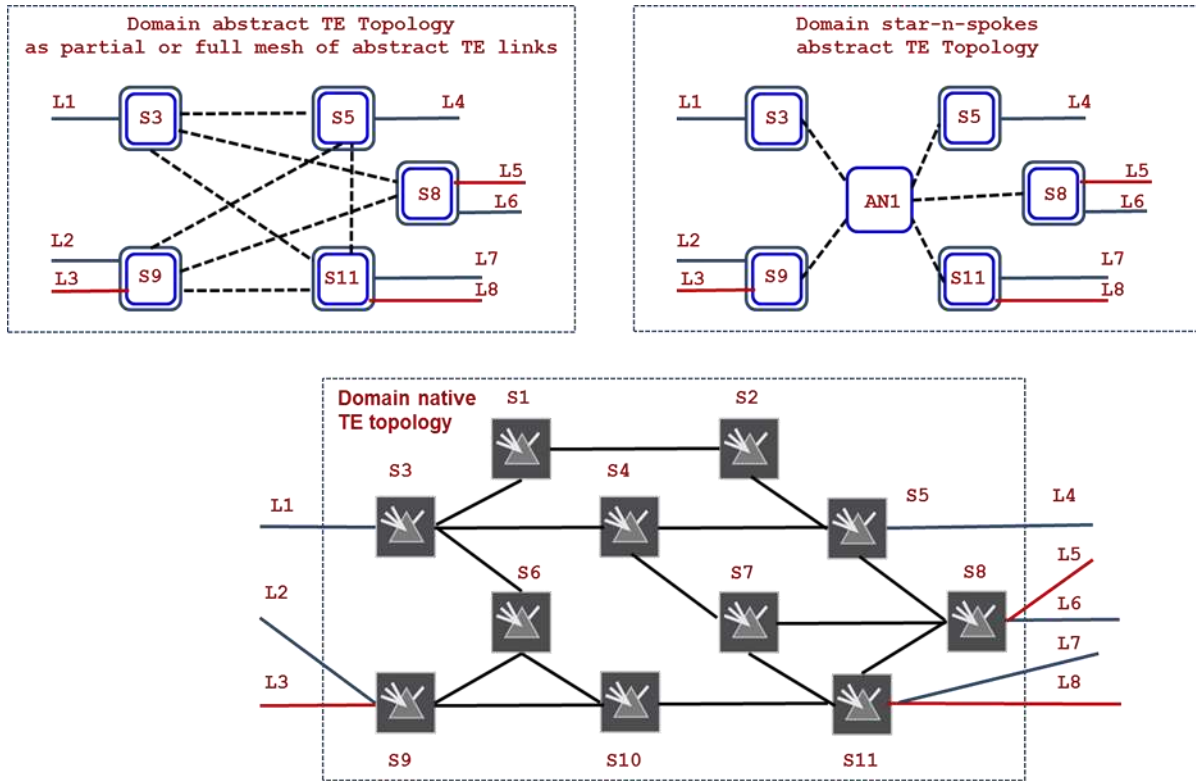 Domain abstract TE Topology
as partial or full mesh of abstract TE links
L1
S3
S5
L4
S8
L5
L6
L2
L3
S9
S11
L7
L8
Domain star-n-spokes
abstract TE Topology
L1
S3
S5
L4
AN1
S8
L5
L6
L2
L3
S9
S11
L7
L8
Domain native
TE topology
S1
S2
S3
S4
S5
L1
L4
L5
S6
S7
S8
L2
L6
L7
L3
L8
S9
S10
S11